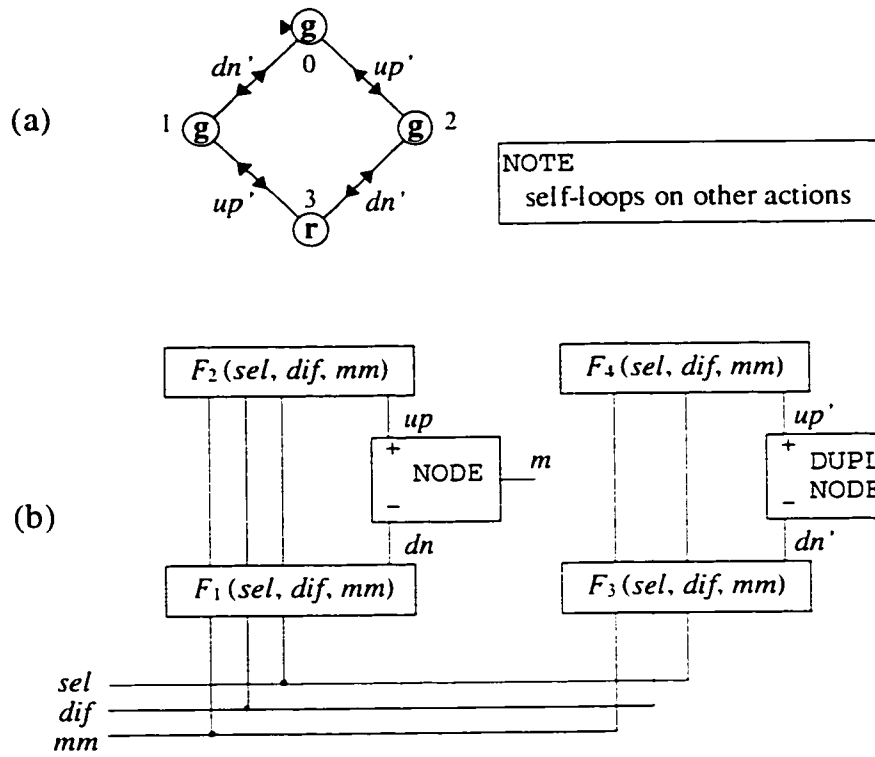 (a)
g
0
dn'
up'
1 g
g 2
up'
3
dn'
r
NOTE
self-loops on other actions
(b)
F2 (sel, dif, mm)
F4 (sel, dif, mm)
up
up'
+
NODE
−
m
+
DUPL
NODE
−
dn
dn'
F1 (sel, dif, mm)
F3 (sel, dif, mm)
sel
dif
mm